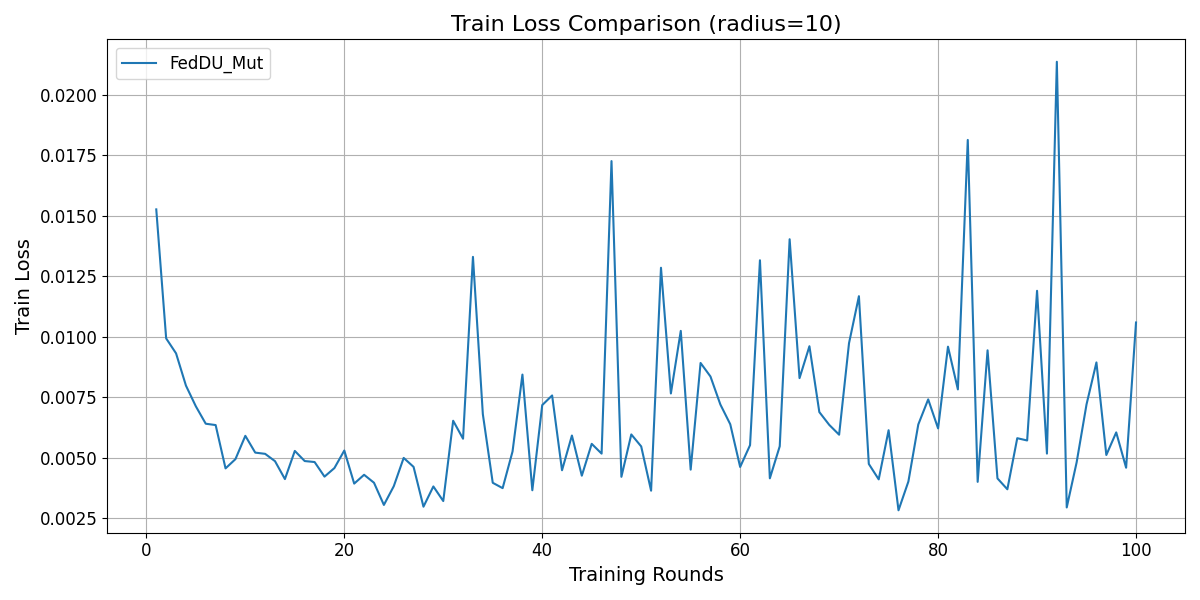 Train Loss Comparison (radius=10)
FedDU_Mut
0.0200
0.0175
0.0150
0.0125
0.0100
0.0075
0.0050
0.0025
Train Loss
0 20 40 60 80 100
Training Rounds